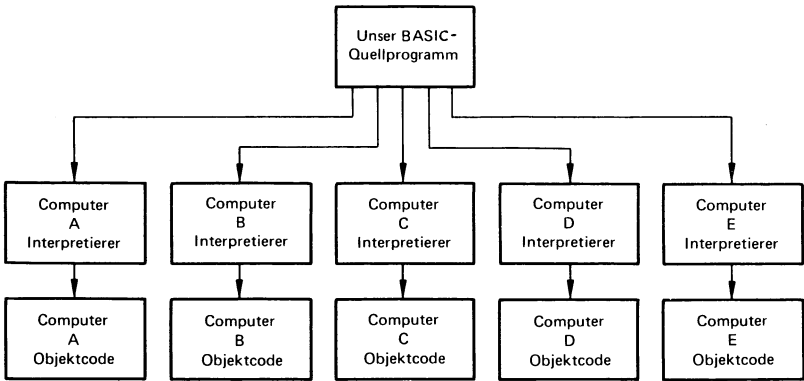 Unser BASIC-
Quellprogramm
Computer
A
Interpretierer
Computer
B
Interpretierer
Computer
C
Interpretierer
Computer
D
Interpretierer
Computer
E
Interpretierer
Computer
A
Objektcode
Computer
B
Objektcode
Computer
C
Objektcode
Computer
D
Objektcode
Computer
E
Objektcode